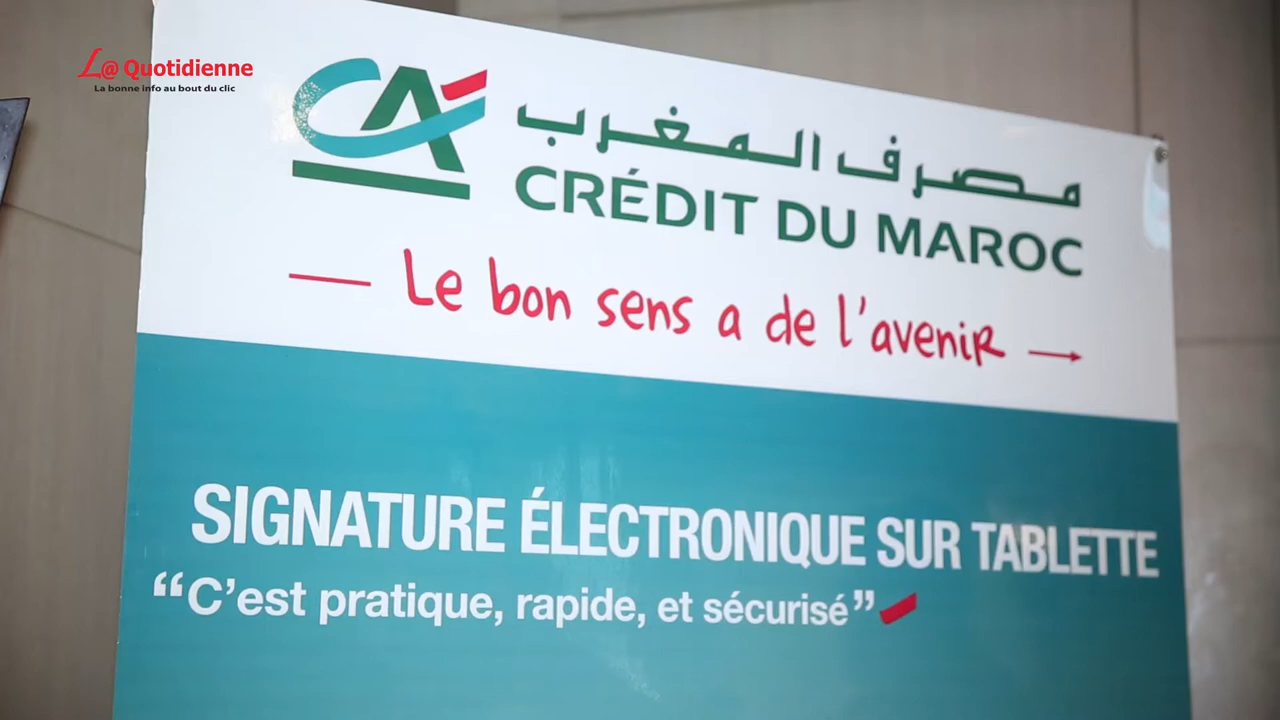 L@ Quotidienne
La bonne info au bout du clic
CA
مصرف المغرب
CRÉDIT DU MAROC
Le bon sens a de l'avenir
SIGNATURE ÉLECTRONIQUE SUR TABLETTE
“C'est pratique, rapide, et sécurisé”